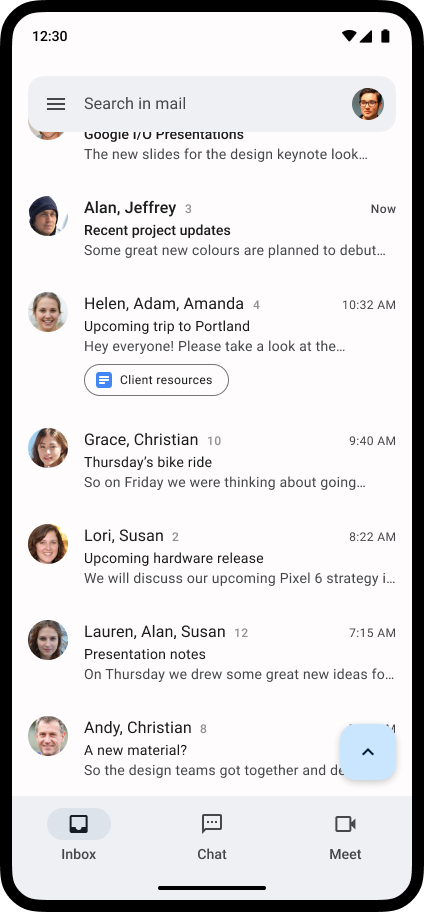 12:30
Search in mail
Google I/O Presentations
The new slides for the design keynote look...
Alan, Jeffrey 3 Now
Recent project updates
Some great new colours are planned to debut...
Helen, Adam, Amanda 4 10:32 AM
Upcoming trip to Portland
Hey everyone! Please take a look at the...
Client resources
Grace, Christian 10 9:40 AM
Thursday’s bike ride
So on Friday we were thinking about going...
Lori, Susan 2 8:22 AM
Upcoming hardware release
We will discuss our upcoming Pixel 6 strategy i...
Lauren, Alan, Susan 12 7:15 AM
Presentation notes
On Thursday we drew some great new ideas fo...
Andy, Christian 8
A new material?
So the design teams got together and
Inbox Chat Meet